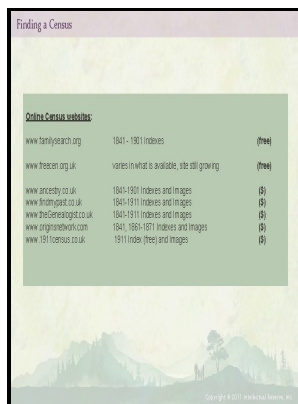 Finding a Census
Online Census websites:
www.familysearch.org 1841 - 1901 Indexes (free)
www.freecen.org.uk varies in what is available, site still growing (free)
www.ancestry.co.uk 1841-1901 Indexes and Images ($)
www.findmypast.co.uk 1841-1911 Indexes and Images ($)
www.theGenealogist.co.uk 1841-1911 Indexes and Images ($)
www.originsnetwork.com 1841, 1861-1871 Indexes and Images ($)
www.1911census.co.uk 1911 Index (free) and Images ($)
Copyright © 2011 Intellectual Reserve, Inc.